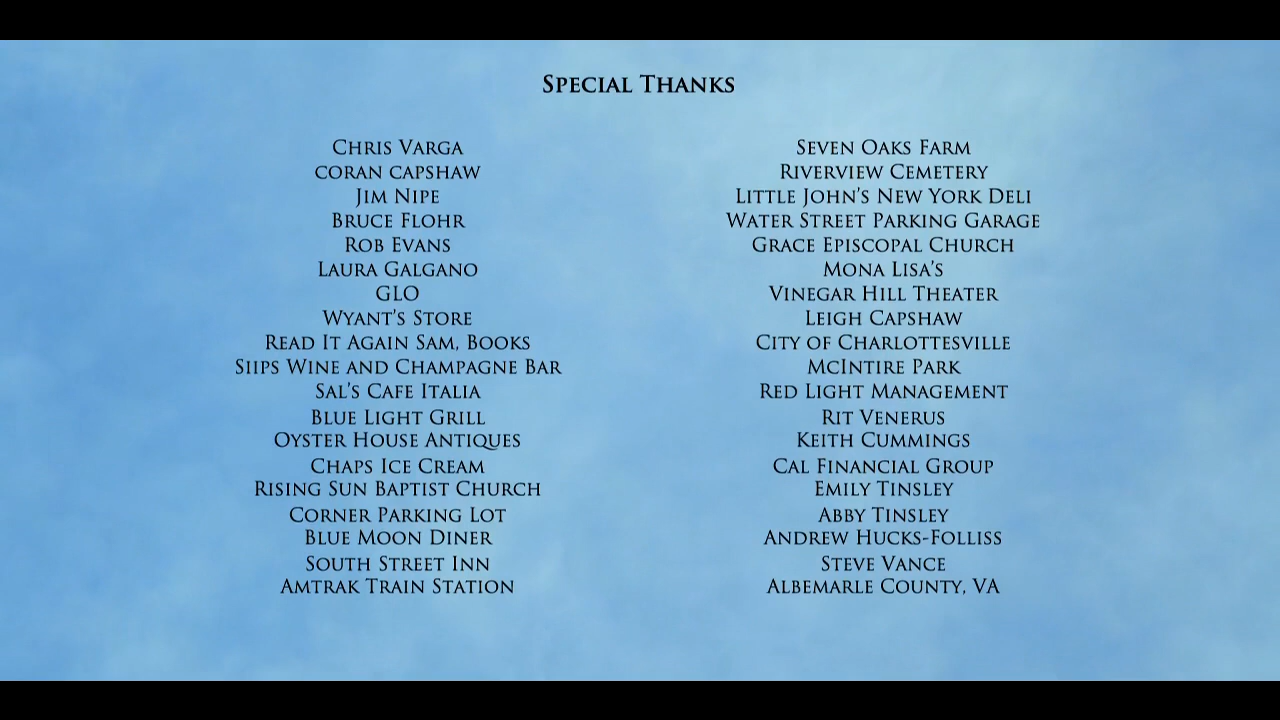 Special Thanks
Chris Varga
coran capshaw
Jim Nipe
Bruce Flohr
Rob Evans
Laura Galgano
GLO
Wyant's Store
Read It Again Sam, Books
Siips Wine and Champagne Bar
Sal's Cafe Italia
Blue Light Grill
Oyster House Antiques
Chaps Ice Cream
Rising Sun Baptist Church
Corner Parking Lot
Blue Moon Diner
South Street Inn
Amtrak Train Station
Seven Oaks Farm
Riverview Cemetery
Little John's New York Deli
Water Street Parking Garage
Grace Episcopal Church
Mona Lisa's
Vinegar Hill Theater
Leigh Capshaw
City of Charlottesville
McIntire Park
Red Light Management
Rit Venerus
Keith Cummings
Cal Financial Group
Emily Tinsley
Abby Tinsley
Andrew Hucks-Folliss
Steve Vance
Albemarle County, VA